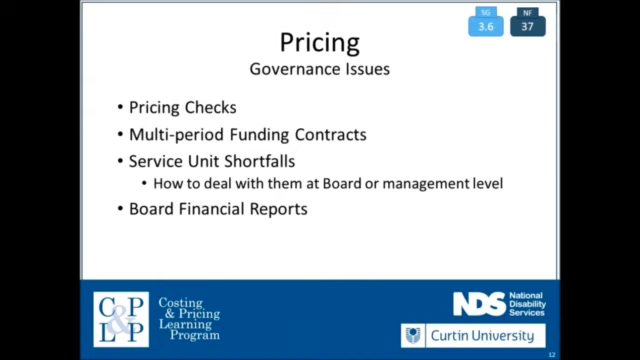 SG
3.6
NF
37
Pricing
Governance Issues
• Pricing Checks
• Multi-period Funding Contracts
• Service Unit Shortfalls
• How to deal with them at Board or management level
• Board Financial Reports
C&P
L P
Costing
& Pricing
Learning
Program
NDS
National
Disability
Services
Curtin University
12